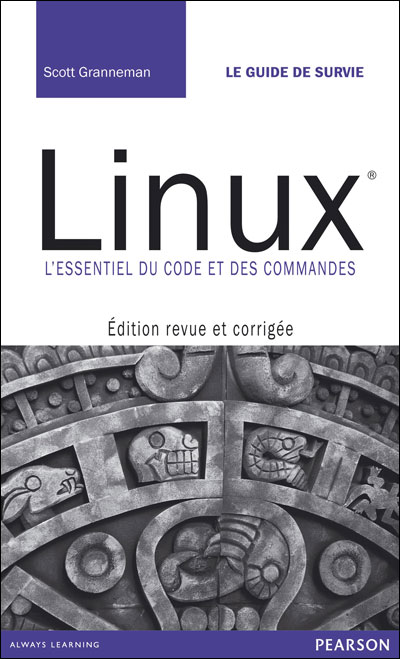 Scott Granneman
LE GUIDE DE SURVIE
Linux®
L'ESSENTIEL DU CODE ET DES COMMANDES
Édition revue et corrigée
ALWAYS LEARNING
PEARSON